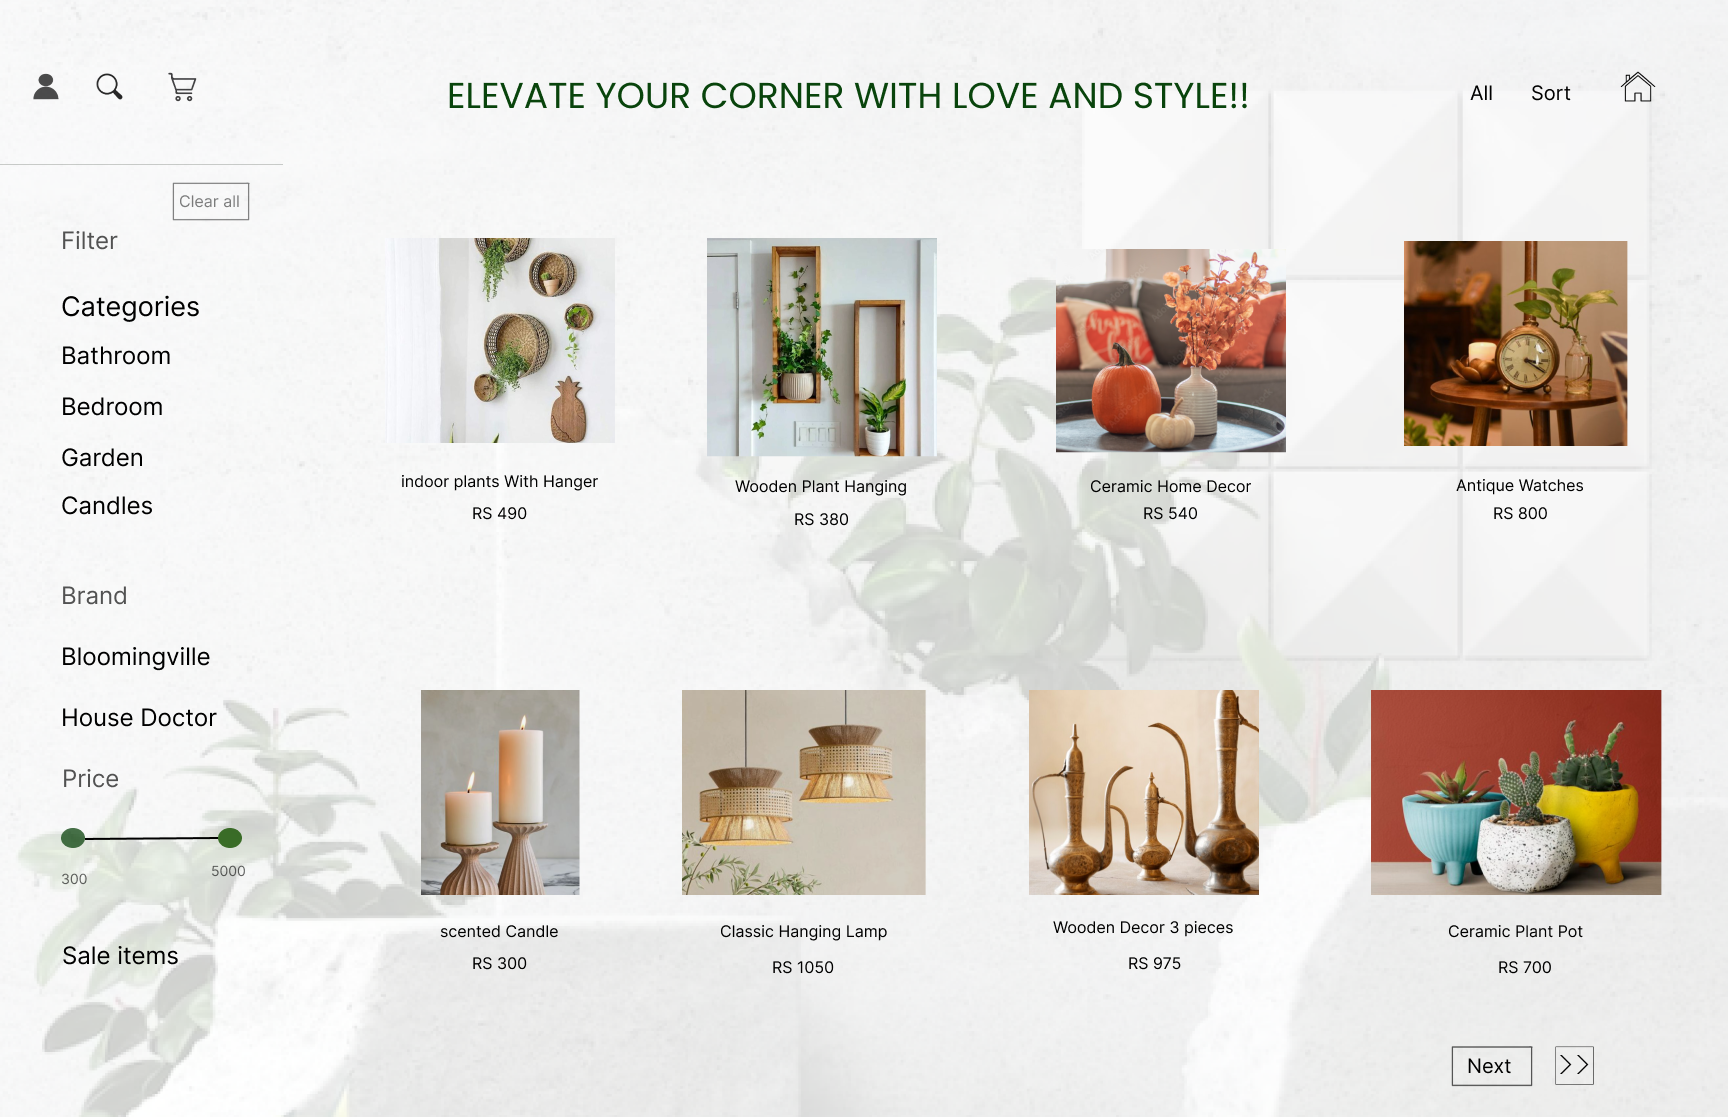 ELEVATE YOUR CORNER WITH LOVE AND STYLE!!
All
Sort
Clear all
Filter
Categories
Bathroom
Bedroom
Garden
Candles
Brand
Bloomingville
House Doctor
Price
300
5000
Sale items
indoor plants With Hanger
RS 490
Wooden Plant Hanging
RS 380
HAPPY
Ceramic Home Decor
RS 540
Antique Watches
RS 800
scented Candle
RS 300
Classic Hanging Lamp
RS 1050
Wooden Decor 3 pieces
RS 975
Ceramic Plant Pot
RS 700
Next